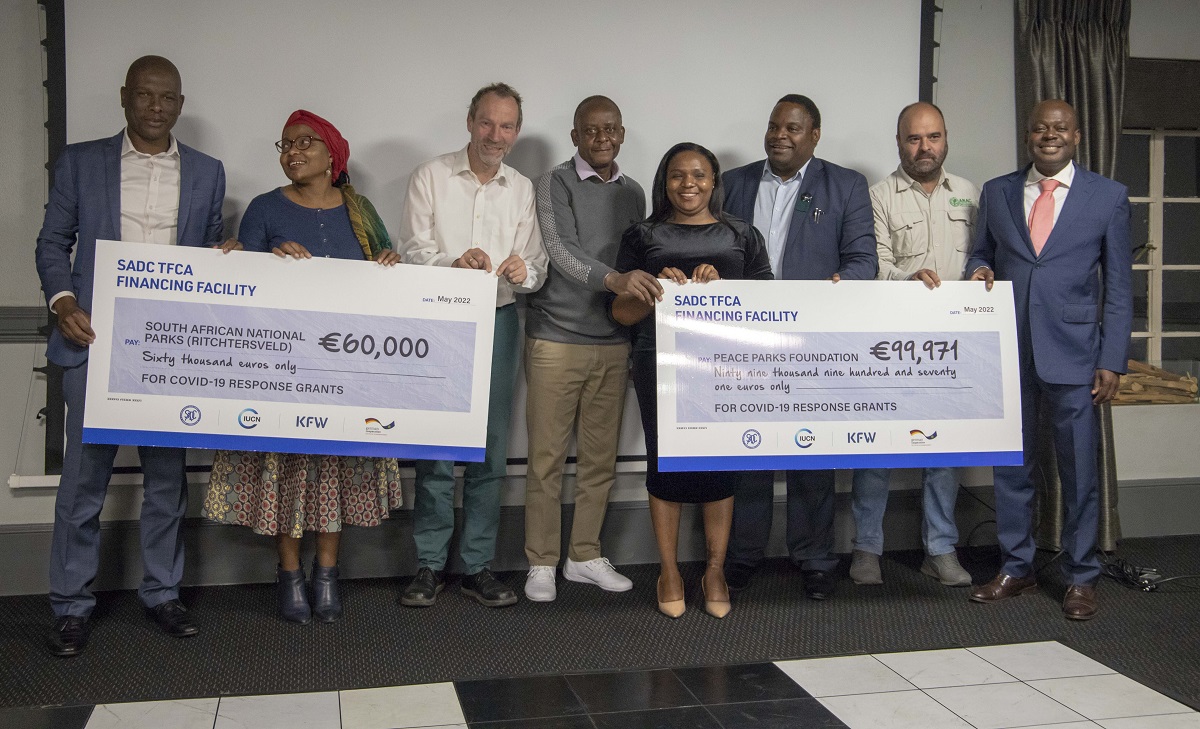 SADC TFCA
FINANCING FACILITY
DATE: May 2022
SOUTH AFRICAN NATIONAL
PARKS (RITCHTERSVELD)
PAY:
€60,000
Sixty thousand euros only
FOR COVID-19 RESPONSE GRANTS
IUCN
KFW
SADC TFCA
FINANCING FACILITY
DATE: May 2022
PAY: PEACE PARKS FOUNDATION
€99,971
Ninty nine thousand nine hundred and seventy
one euros only
FOR COVID-19 RESPONSE GRANTS
IUCN
KFW